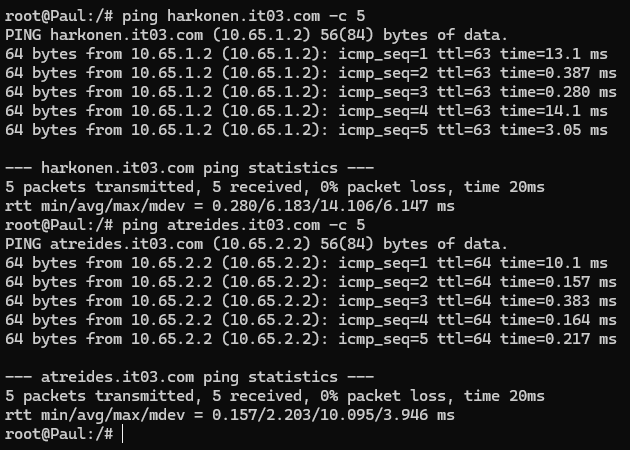 root@Paul:/# ping harkonen.it03.com -c 5
PING harkonen.it03.com (10.65.1.2) 56(84) bytes of data.
64 bytes from 10.65.1.2 (10.65.1.2): icmp_seq=1 ttl=63 time=13.1 ms
64 bytes from 10.65.1.2 (10.65.1.2): icmp_seq=2 ttl=63 time=0.387 ms
64 bytes from 10.65.1.2 (10.65.1.2): icmp_seq=3 ttl=63 time=0.280 ms
64 bytes from 10.65.1.2 (10.65.1.2): icmp_seq=4 ttl=63 time=14.1 ms
64 bytes from 10.65.1.2 (10.65.1.2): icmp_seq=5 ttl=63 time=3.05 ms

--- harkonen.it03.com ping statistics ---
5 packets transmitted, 5 received, 0% packet loss, time 20ms
rtt min/avg/max/mdev = 0.280/6.183/14.106/6.147 ms
root@Paul:/# ping atreides.it03.com -c 5
PING atreides.it03.com (10.65.2.2) 56(84) bytes of data.
64 bytes from 10.65.2.2 (10.65.2.2): icmp_seq=1 ttl=64 time=10.1 ms
64 bytes from 10.65.2.2 (10.65.2.2): icmp_seq=2 ttl=64 time=0.157 ms
64 bytes from 10.65.2.2 (10.65.2.2): icmp_seq=3 ttl=64 time=0.383 ms
64 bytes from 10.65.2.2 (10.65.2.2): icmp_seq=4 ttl=64 time=0.164 ms
64 bytes from 10.65.2.2 (10.65.2.2): icmp_seq=5 ttl=64 time=0.217 ms

--- atreides.it03.com ping statistics ---
5 packets transmitted, 5 received, 0% packet loss, time 20ms
rtt min/avg/max/mdev = 0.157/2.203/10.095/3.946 ms
root@Paul:/#